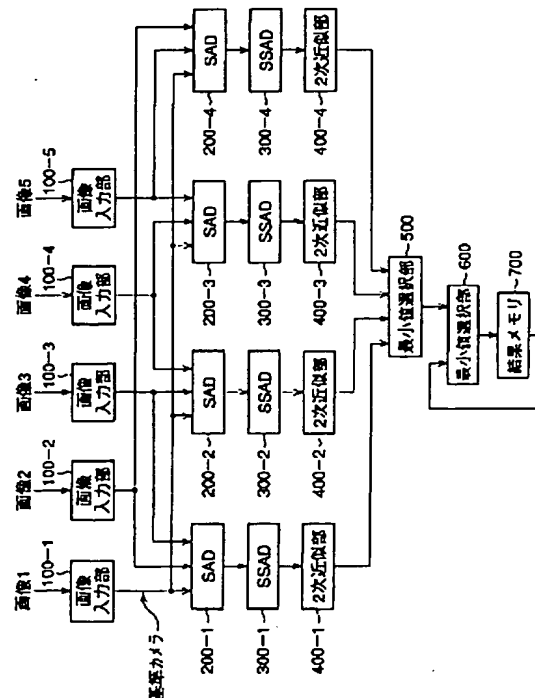 画像1
画像2
画像3
画像4
画像5
100-1
100-2
100-3
100-4
100-5
画像
入力部
画像
入力部
画像
入力部
画像
入力部
画像
入力部
基準カメラ
SAD
SAD
SAD
SAD
200-1
200-2
200-3
200-4
SSAD
SSAD
SSAD
SSAD
300-1
300-2
300-3
300-4
2次近似部
2次近似部
2次近似部
2次近似部
400-1
400-2
400-3
400-4
500
最小値選択部
600
最小値選択部
700
結果メモリ